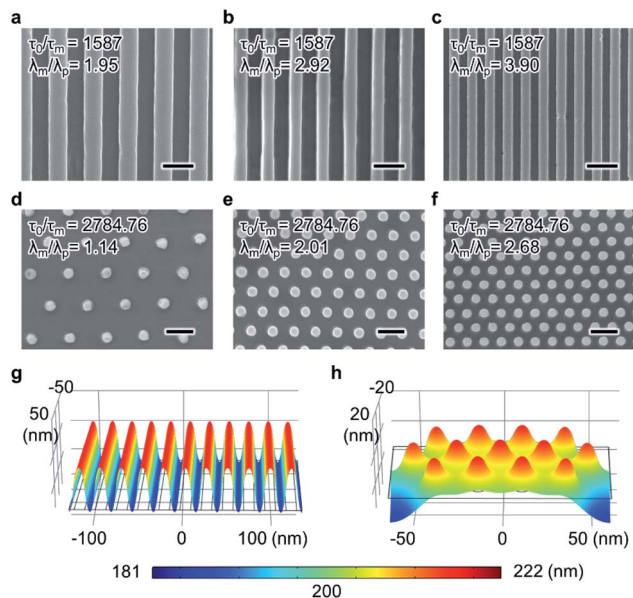 a
τ0/τm = 1587
λm/λp = 1.95
b
τ0/τm = 1587
λm/λp = 2.92
c
τ0/τm = 1587
λm/λp = 3.90
d
τ0/τm = 2784.76
λm/λp = 1.14
e
τ0/τm = 2784.76
λm/λp = 2.01
f
τ0/τm = 2784.76
λm/λp = 2.68
g
-50
50
(nm)
-100
0
100 (nm)
h
-20
20
(nm)
-50
0
50 (nm)
181
222 (nm)
200